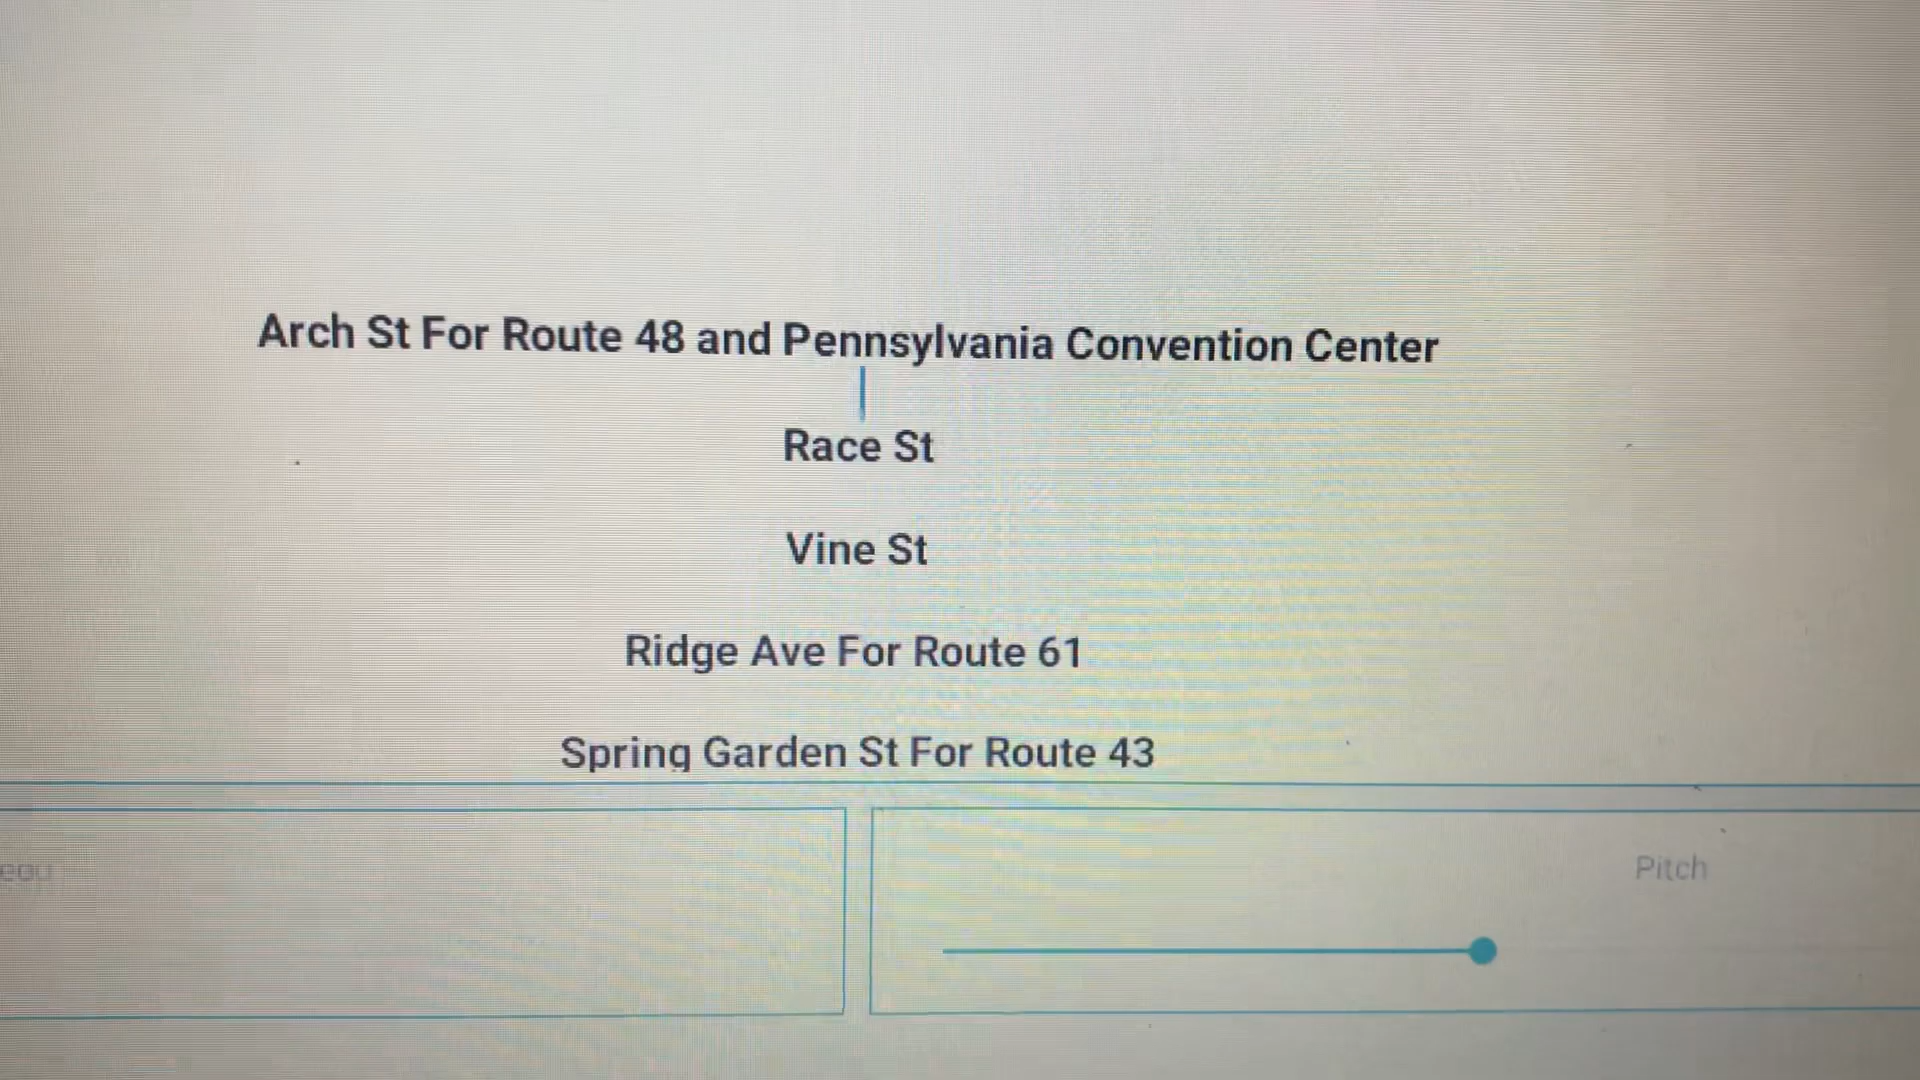 Arch St For Route 48 and Pennsylvania Convention Center
Race St
Vine St
Ridge Ave For Route 61
Spring Garden St For Route 43
Pitch